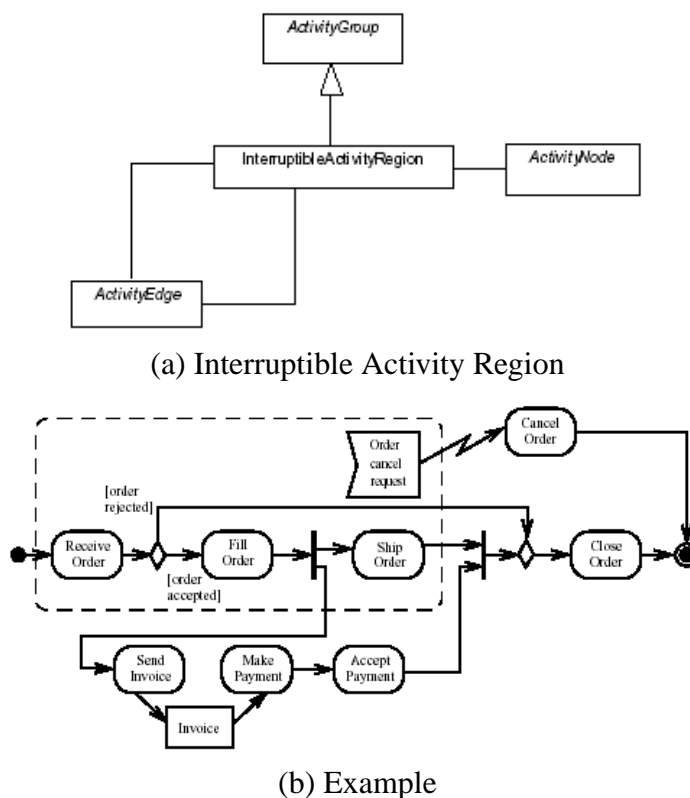 ActivityGroup
InterruptibleActivityRegion
ActivityNode
ActivityEdge
(a) Interruptible Activity Region
Order
cancel
request
Cancel
Order
[order
rejected]
Receive
Order
Fill
Order
Ship
Order
Close
Order
[order
accepted]
Send
Invoice
Make
Payment
Accept
Payment
Invoice
(b) Example